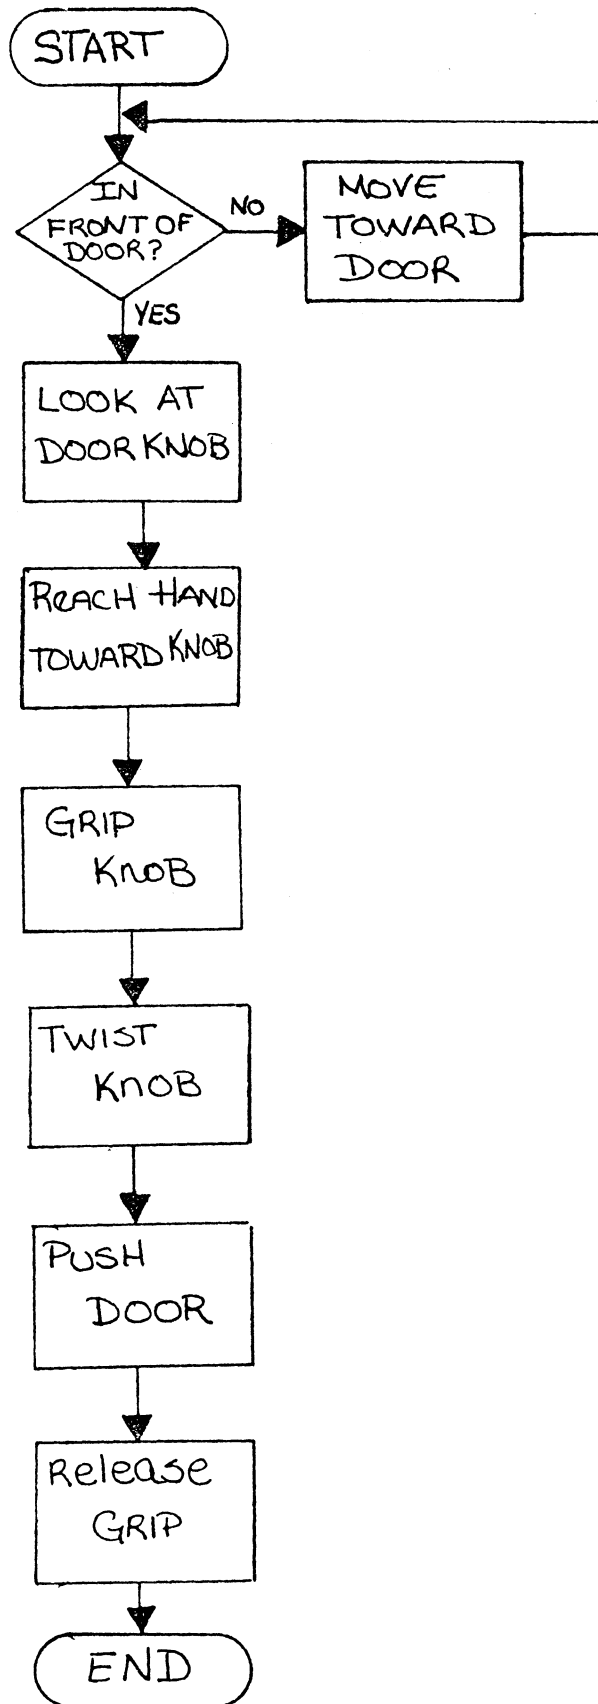 START
IN
FRONT OF
DOOR?
NO
MOVE
TOWARD
DOOR
YES
LOOK AT
DOOR KNOB
REACH HAND
TOWARD KNOB
GRIP
KNOB
TWIST
KNOB
PUSH
DOOR
Release
GRIP
END